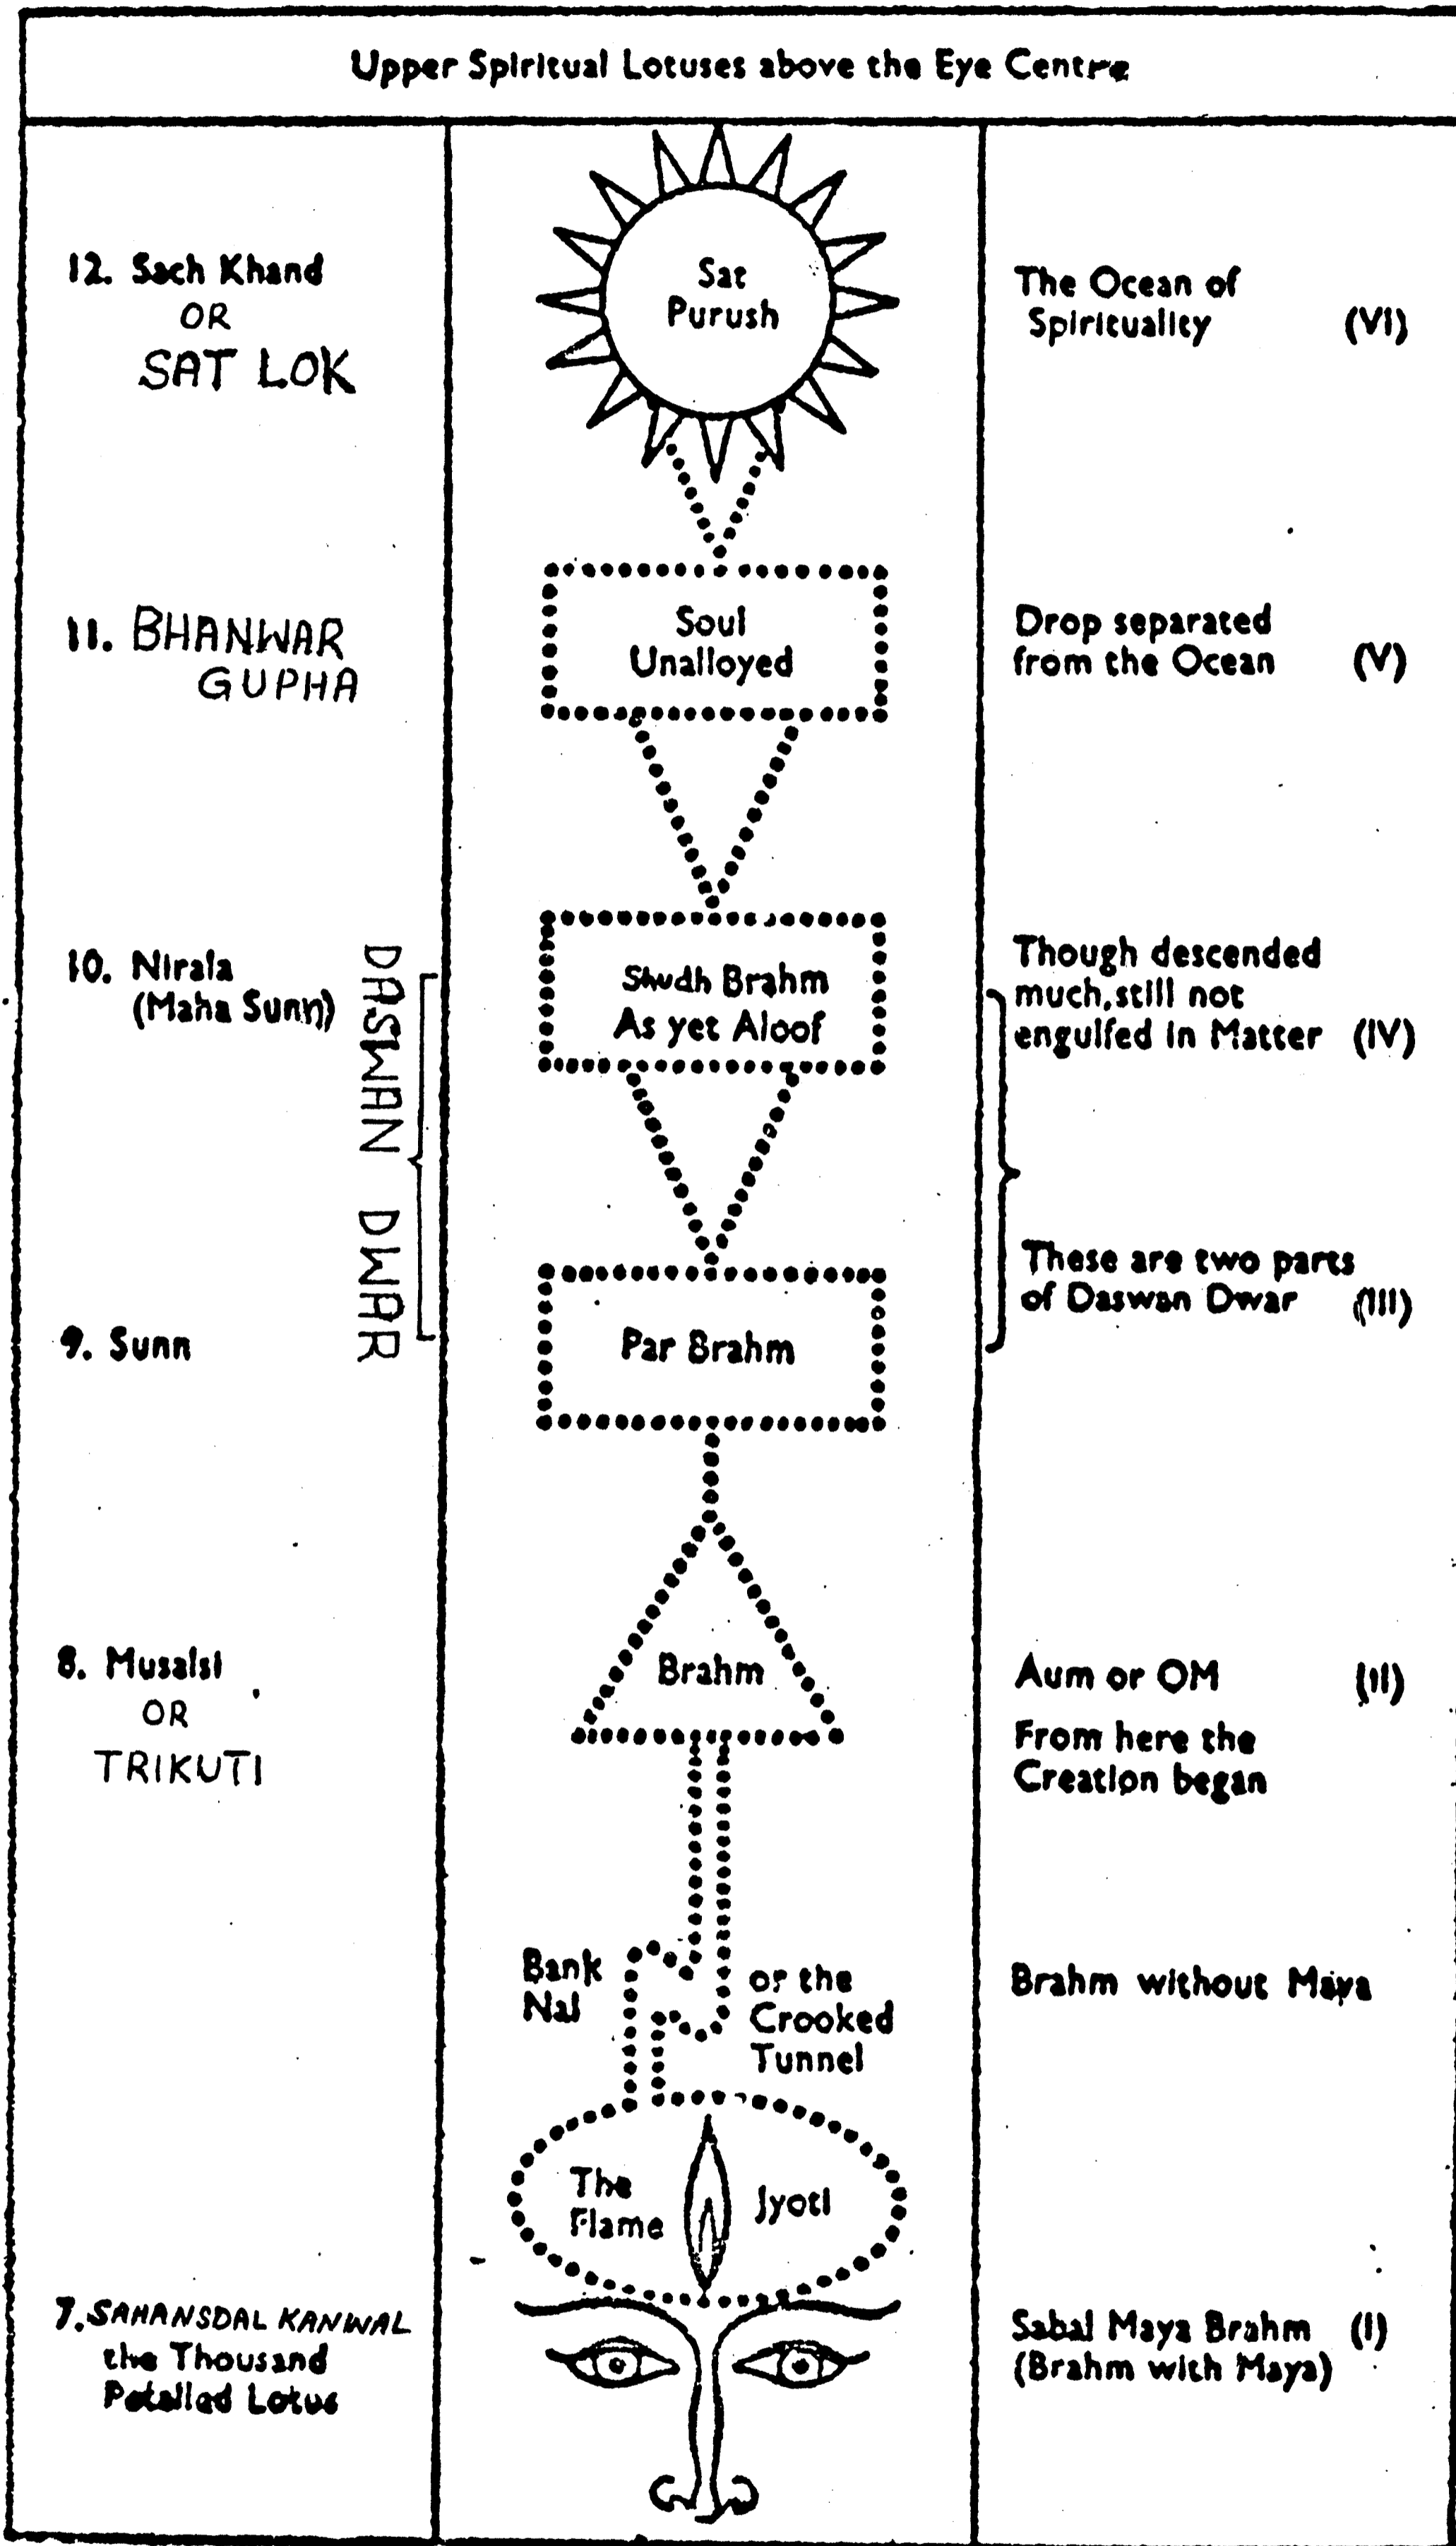 Upper Spiritual Lotuses above the Eye Centre
12. Sach Khand
OR
SAT LOK
Sat
Purush
The Ocean of
Spirituality (VI)
11. BHANWAR
GUPHA
Soul
Unalloyed
Drop separated
from the Ocean (V)
10. Nirala
(Maha Sunn)
DASWAN DWAR
Shudh Brahm
As yet Aloof
Though descended
much, still not
engulfed in Matter (IV)
9. Sunn
Par Brahm
These are two parts
of Daswan Dwar (III)
8. Musalsi
OR
TRIKUTI
Brahm
Aum or OM (II)
From here the
Creation began
Bank
Nal
or the
Crooked
Tunnel
Brahm without Maya
The
Flame
Jyoti
7. SAHANSDAL KANWAL
the Thousand
Petalled Lotus
Sabal Maya Brahm (I)
(Brahm with Maya)